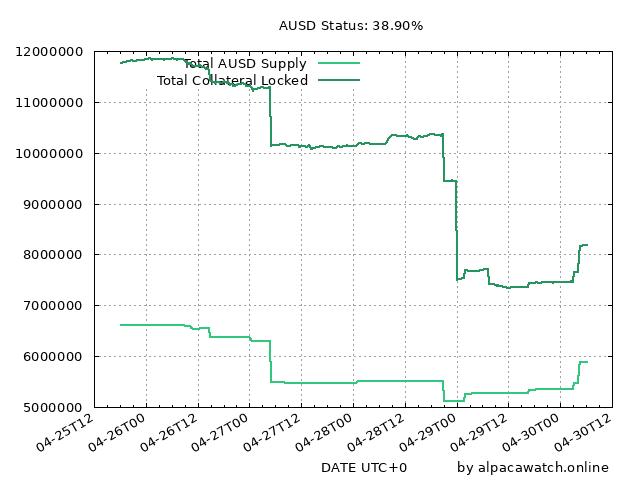 AUSD Status: 38.90%
12000000
Total AUSD Supply
Total Collateral Locked
11000000
10000000
9000000
8000000
7000000
6000000
5000000
04-25T12
04-26T00
04-26T12
04-27T00
04-27T12
04-28T00
04-28T12
04-29T00
04-29T12
04-30T00
04-30T12
DATE UTC+0
by alpacawatch.online